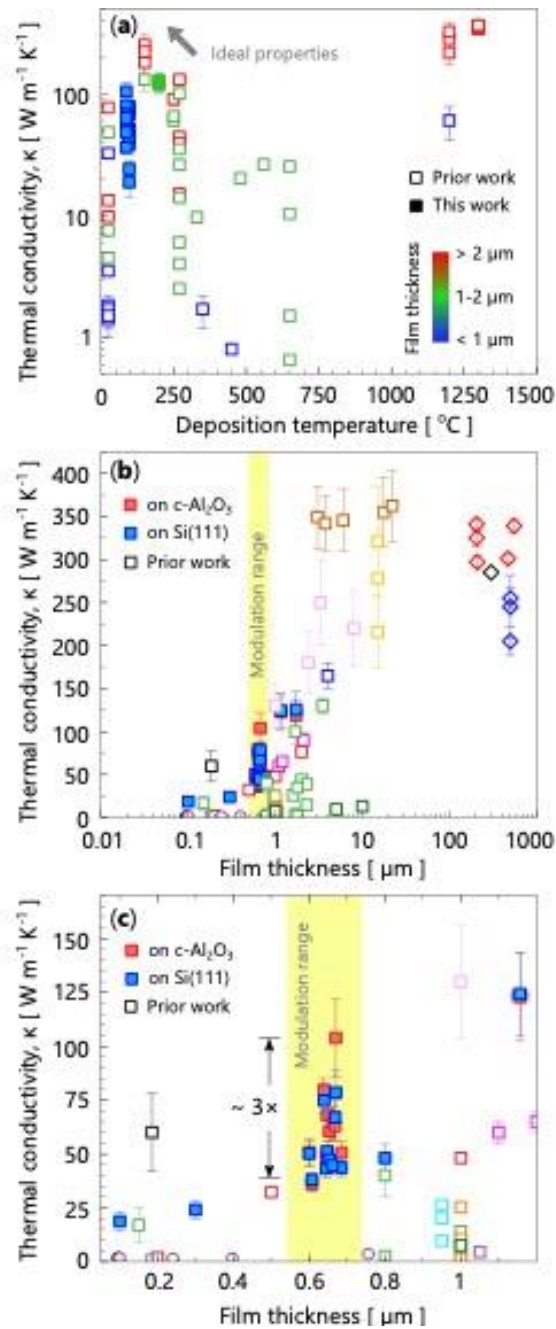 (a)
Ideal properties
Thermal conductivity, κ [ W m⁻¹ K⁻¹ ]
100
10
1
Prior work
This work
Film thickness
> 2 μm
1-2 μm
< 1 μm
0 250 500 750 1000 1250 1500
Deposition temperature [ °C ]
(b)
Thermal conductivity, κ [ W m⁻¹ K⁻¹ ]
400
350
300
250
200
150
100
50
0
on c-Al₂O₃
on Si(111)
Prior work
Modulation range
0.01 0.1 1 10 100 1000
Film thickness [ μm ]
(c)
Thermal conductivity, κ [ W m⁻¹ K⁻¹ ]
150
125
100
75
50
25
0
on c-Al₂O₃
on Si(111)
Prior work
Modulation range
~ 3×
0.2 0.4 0.6 0.8 1
Film thickness [ μm ]